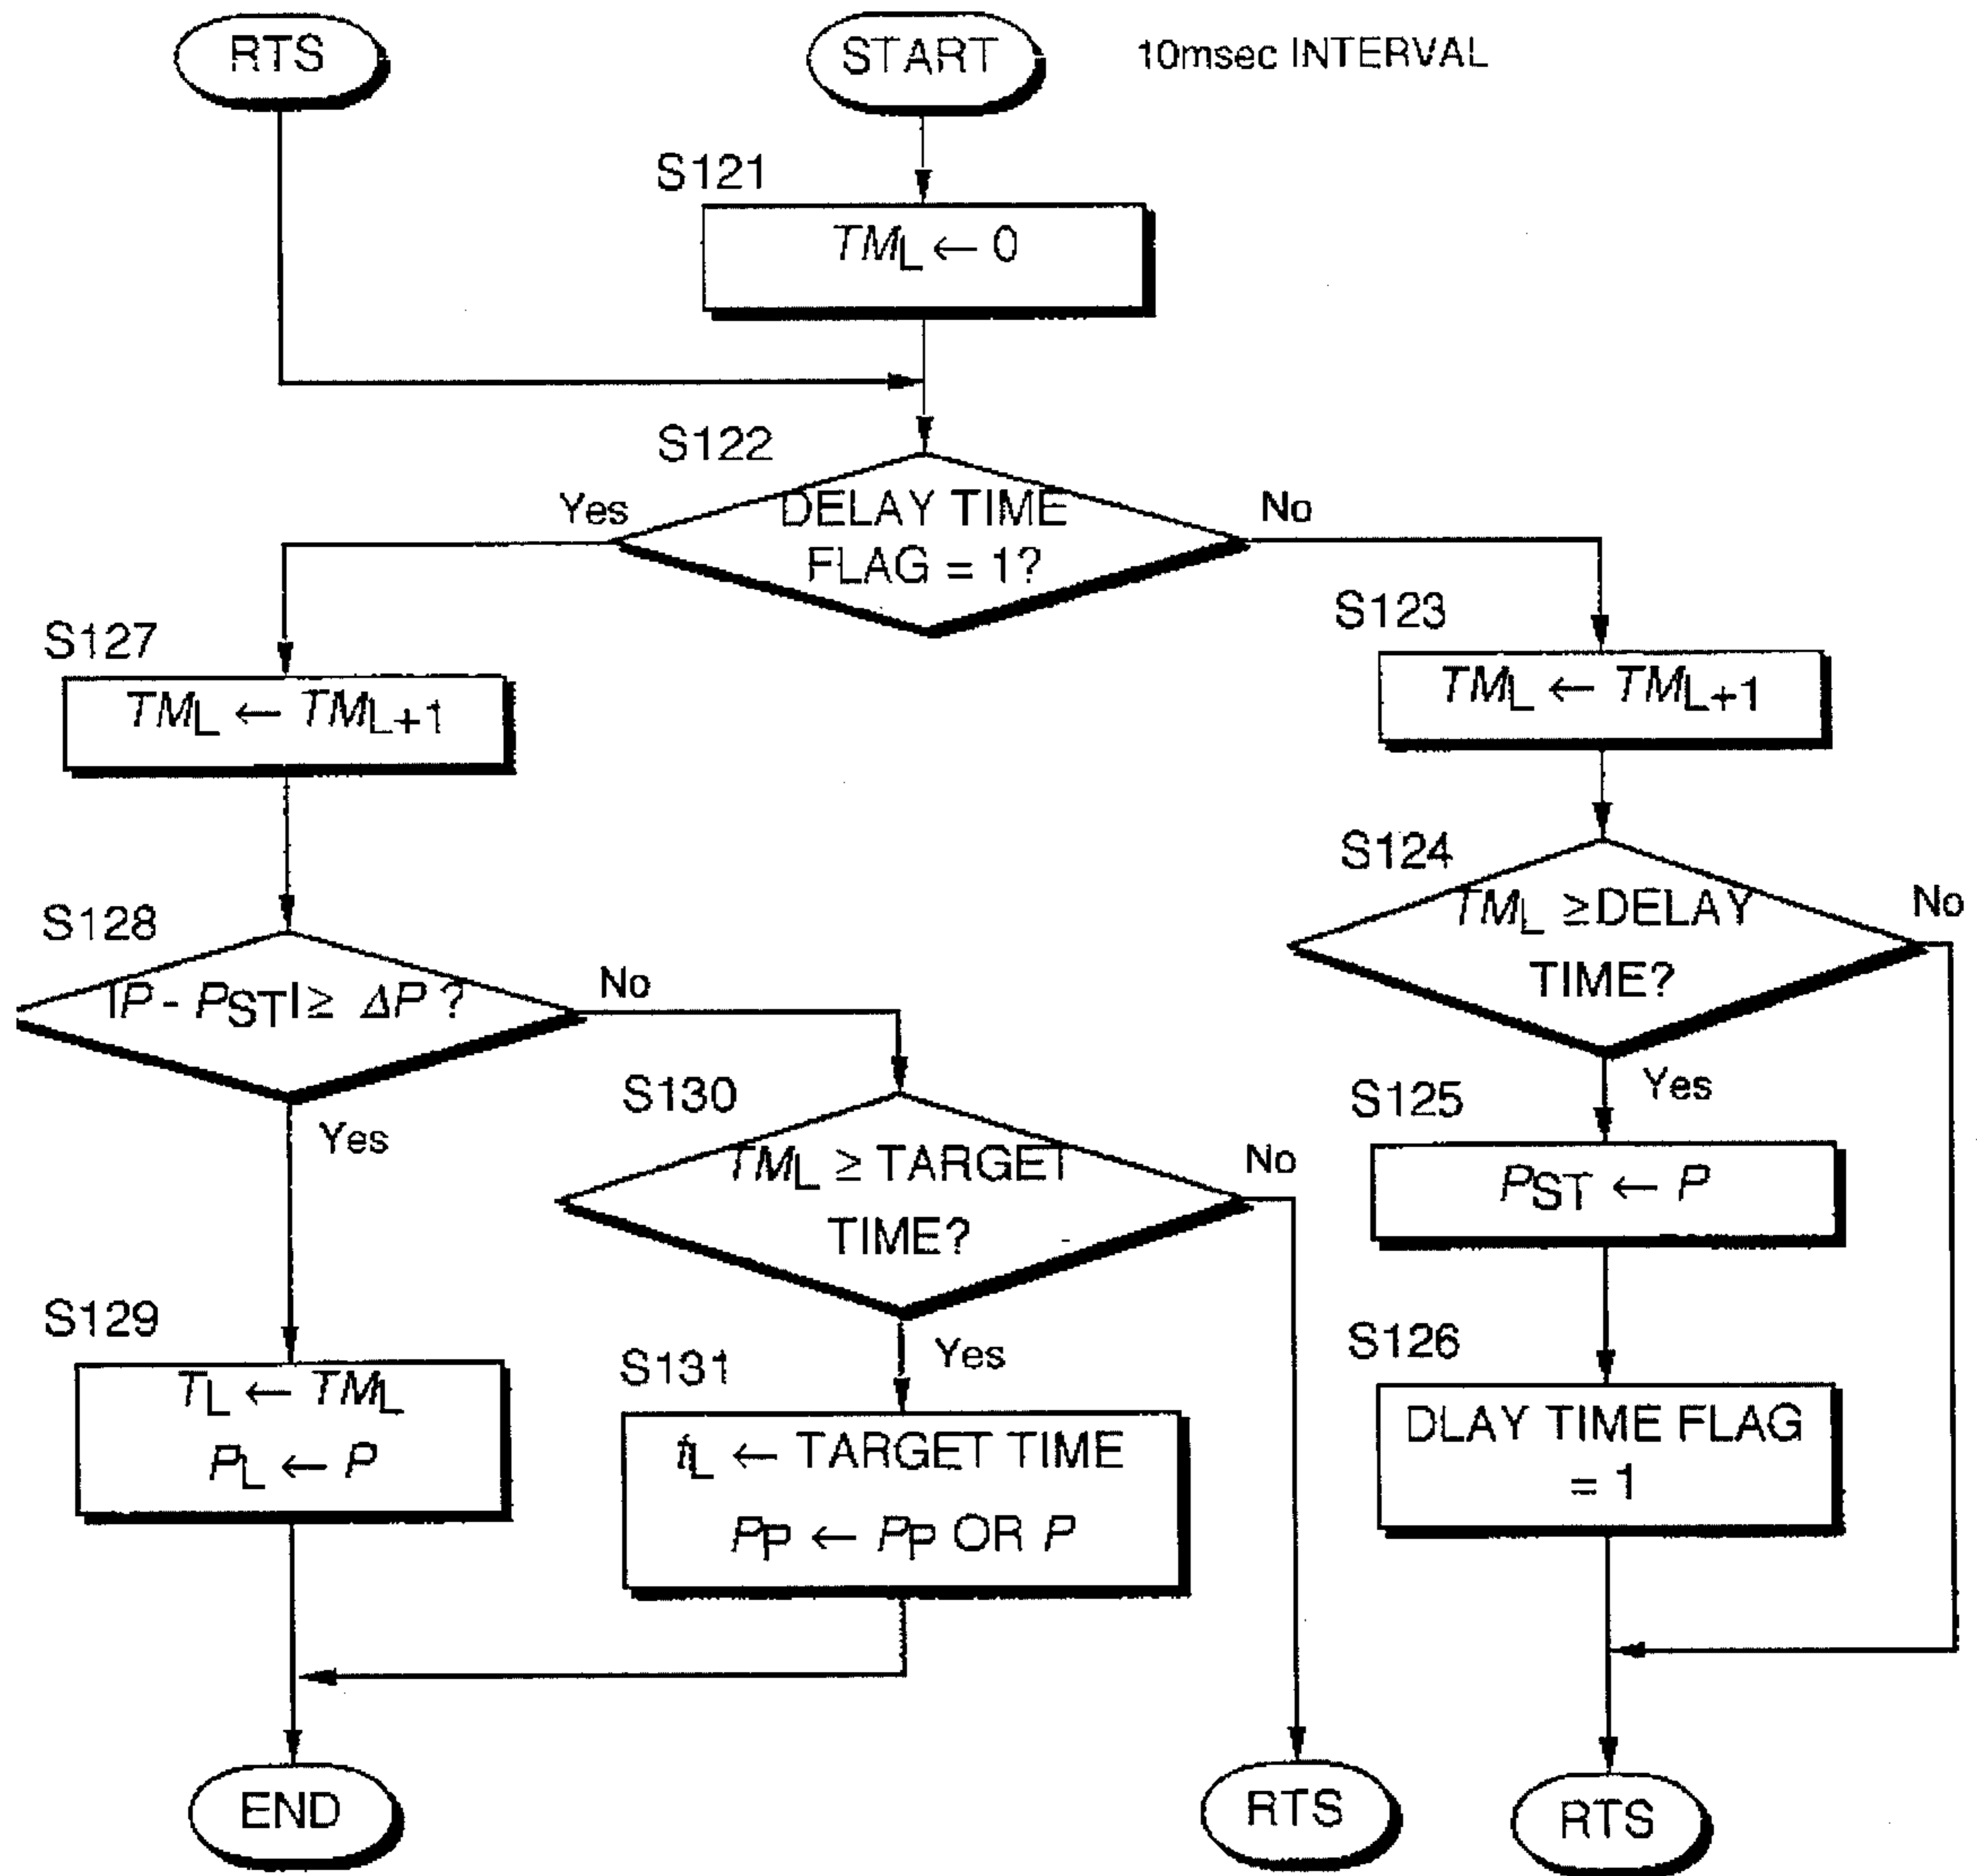 RTS
START
10msec INTERVAL
S121
TML ← 0
S122
DELAY TIME
FLAG = 1?
Yes
No
S127
TML ← TML+1
S123
TML ← TML+1
S128
|P - PST| ≥ ΔP ?
No
Yes
S124
TML ≥DELAY
TIME?
No
Yes
S130
TML ≥ TARGET
TIME?
No
Yes
S125
PST ← P
S129
TL ← TML
PL ← P
S131
← TARGET TIME
PP ← PP OR P
S126
DLAY TIME FLAG
= 1
END
RTS
RTS